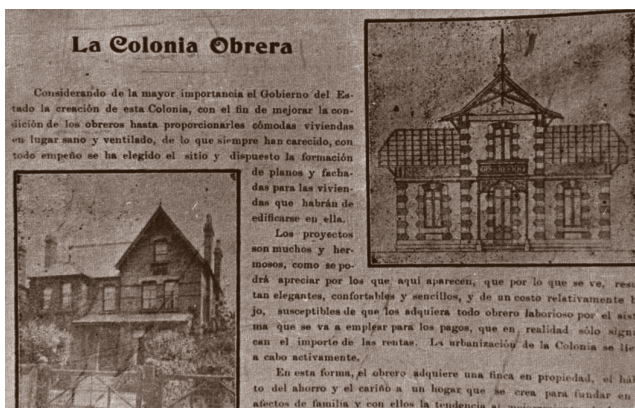 La Colonia Obrera
Considerando de la mayor importancia el Gobierno del Es-
tado la creación de esta Colonia, con el fin de mejorar la con-
dición de los obreros hasta proporcionarles cómodas viviendas
en lugar sano y ventilado, de lo que siempre han carecido, con
todo empeño se ha elegido el sitio y dispuesto la formación
de planos y facha-
das para las vivien-
das que habrán de
edificarse en ella.
Los proyectos
son muchos y her-
mosos, como se po-
drá apreciar por los que aquí aparecen, que por lo que se ve, resul
tan elegantes, confortables y sencillos, y de un costo relativamente
jo, susceptibles de que los adquiera todo obrero laborioso por el sist
ma que se va a emplear para los pagos, que en realidad sólo signi
can el importe de las rentas. La urbanización de la Colonia se
a cabo activamente.
En esta forma, el obrero adquiere una finca en propiedad, el há
to del ahorro y el cariño a un hogar que se crea para fundar en
afectos de familia y con ellos la tendencia